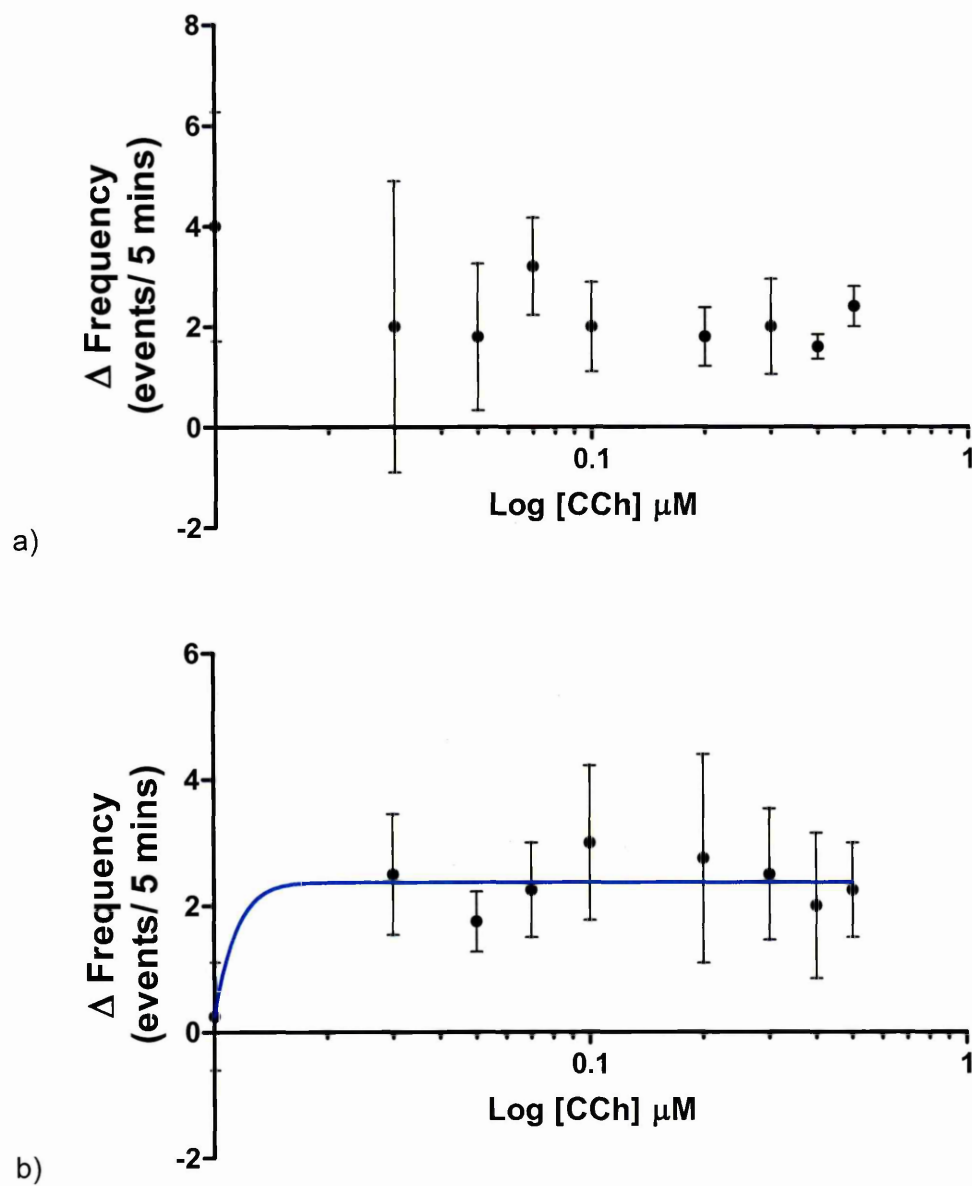 8
6
4
2
0
-2
Δ Frequency
(events/ 5 mins)
0.1
1
Log [CCh] μM
a)
6
4
2
0
-2
Δ Frequency
(events/ 5 mins)
0.1
1
Log [CCh] μM
b)